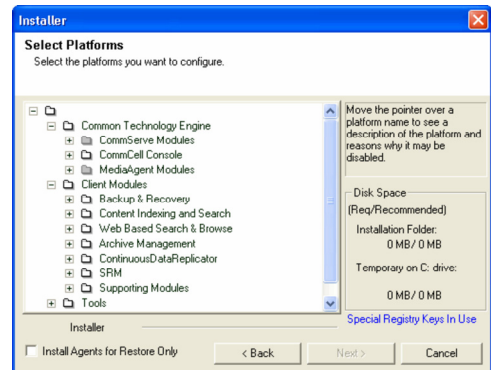 Installer
Select Platforms
Select the platforms you want to configure.
Common Technology Engine
CommServe Modules
CommCell Console
MediaAgent Modules
Client Modules
Backup & Recovery
Content Indexing and Search
Web Based Search & Browse
Archive Management
ContinuousDataReplicator
SRM
Supporting Modules
Tools
Move the pointer over a
platform name to see a
description of the platform and
reasons why it may be
disabled.
Disk Space
(Req/Recommended)
Installation Folder:
0 MB/ 0 MB
Temporary on C: drive:
0 MB/ 0 MB
Special Registry Keys In Use
Installer
Install Agents for Restore Only
< Back
Next >
Cancel